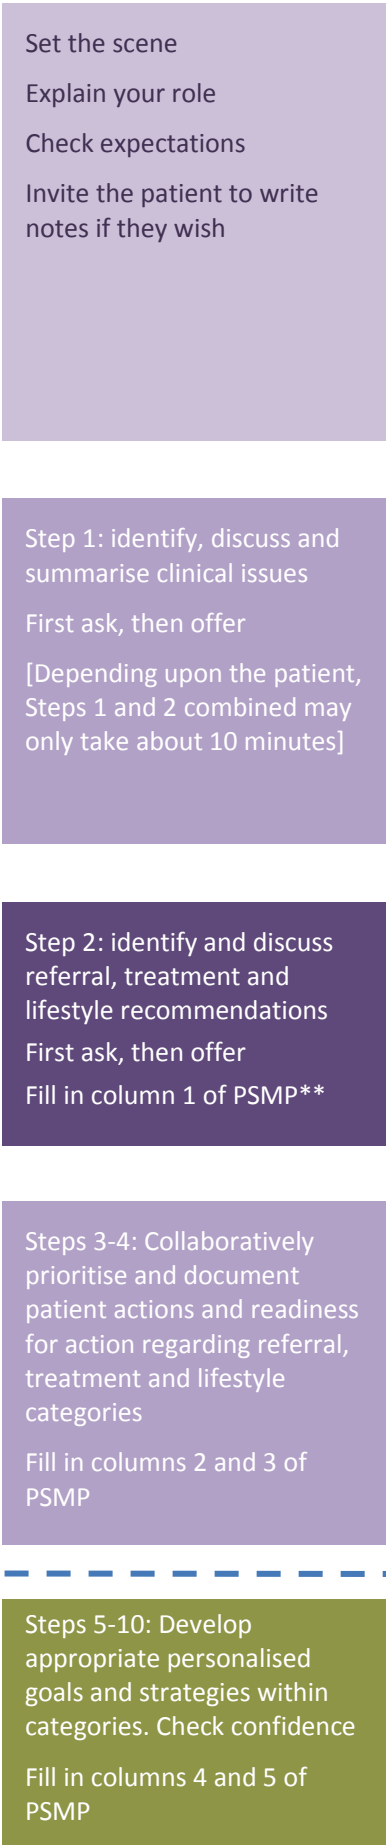 Set the scene
Explain your role
Check expectations
Invite the patient to write
notes if they wish
Step 1: identify, discuss and
summarise clinical issues
First ask, then offer
[Depending upon the patient,
Steps 1 and 2 combined may
only take about 10 minutes]
Step 2: identify and discuss
referral, treatment and
lifestyle recommendations
First ask, then offer
Fill in column 1 of PSMP**
Steps 3-4: Collaboratively
prioritise and document
patient actions and readiness
for action regarding referral,
treatment and lifestyle
categories
Fill in columns 2 and 3 of
PSMP
Steps 5-10: Develop
appropriate personalised
goals and strategies within
categories. Check confidence
Fill in columns 4 and 5 of
PSMP